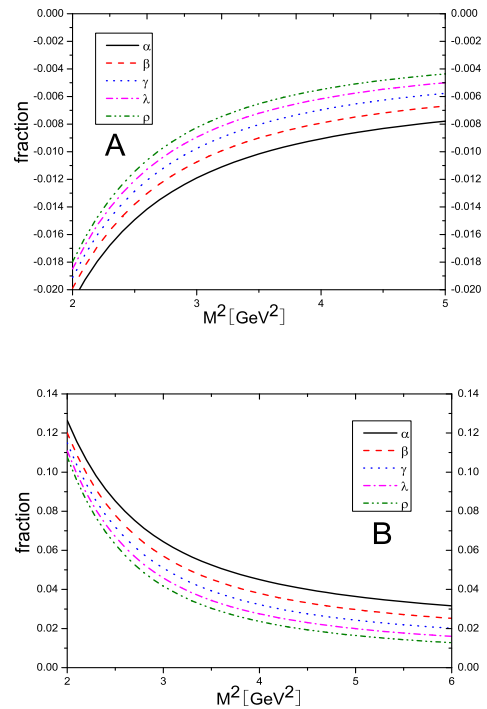 0.000 0.000
-0.002 -0.002
-0.004 -0.004
-0.006 -0.006
-0.008 -0.008
-0.010 -0.010
-0.012 -0.012
-0.014 -0.014
-0.016 -0.016
-0.018 -0.018
-0.020 -0.020
fraction
α
β
γ
λ
ρ
A
2 3 4 5
M²[GeV²]
0.14 0.14
0.12 0.12
0.10 0.10
0.08 0.08
0.06 0.06
0.04 0.04
0.02 0.02
0.00 0.00
fraction
α
β
γ
λ
ρ
B
2 3 4 5 6
M²[GeV²]